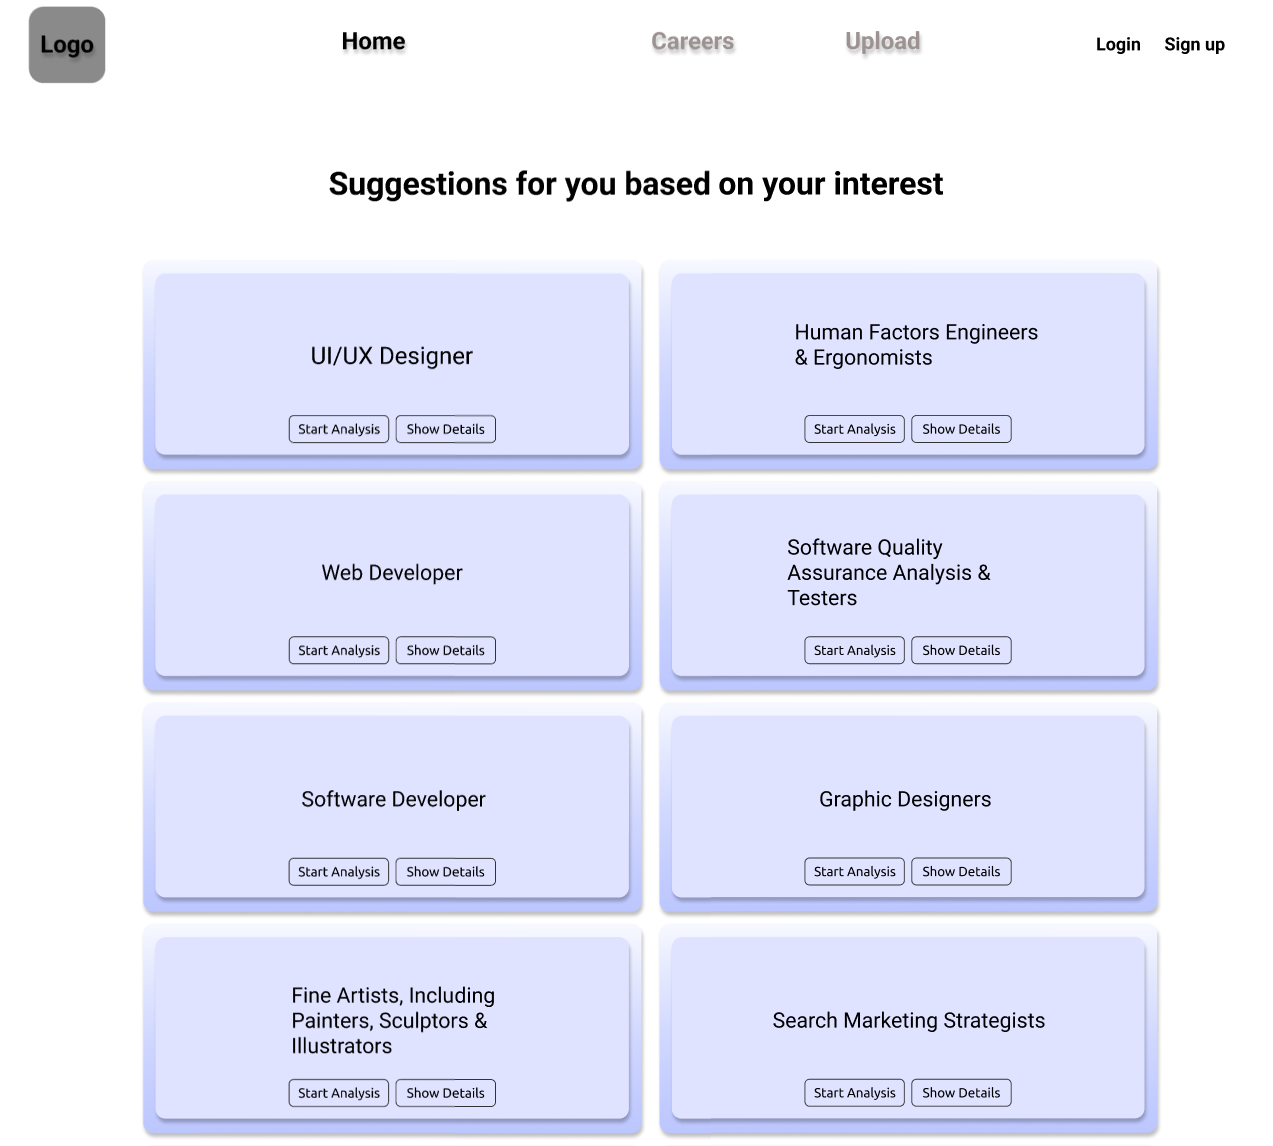 Logo
Home
Careers
Upload
Login
Sign up
Suggestions for you based on your interest
UI/UX Designer
Start Analysis
Show Details
Human Factors Engineers
& Ergonomists
Start Analysis
Show Details
Web Developer
Start Analysis
Show Details
Software Quality
Assurance Analysis &
Testers
Start Analysis
Show Details
Software Developer
Start Analysis
Show Details
Graphic Designers
Start Analysis
Show Details
Fine Artists, Including
Painters, Sculptors &
Illustrators
Start Analysis
Show Details
Search Marketing Strategists
Start Analysis
Show Details